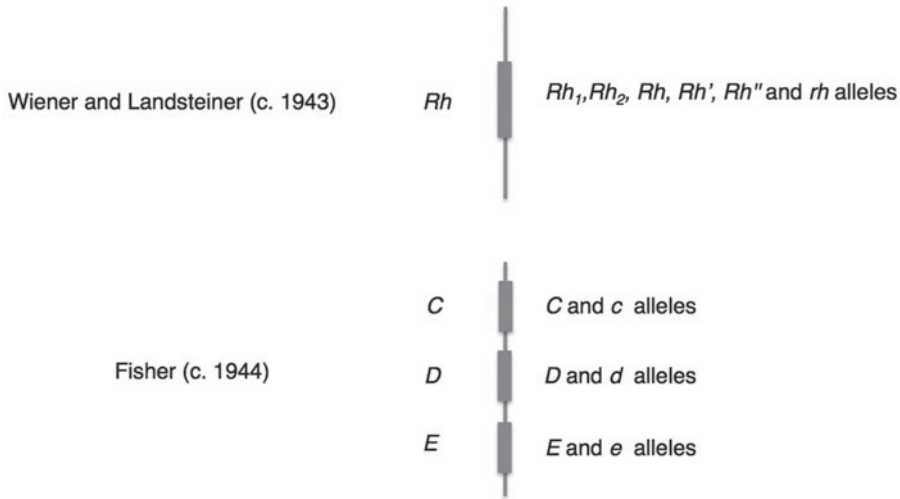 Wiener and Landsteiner (c. 1943) Rh Rh₁,Rh₂, Rh, Rh', Rh" and rh alleles
C C and c alleles
Fisher (c. 1944) D D and d alleles
E E and e alleles